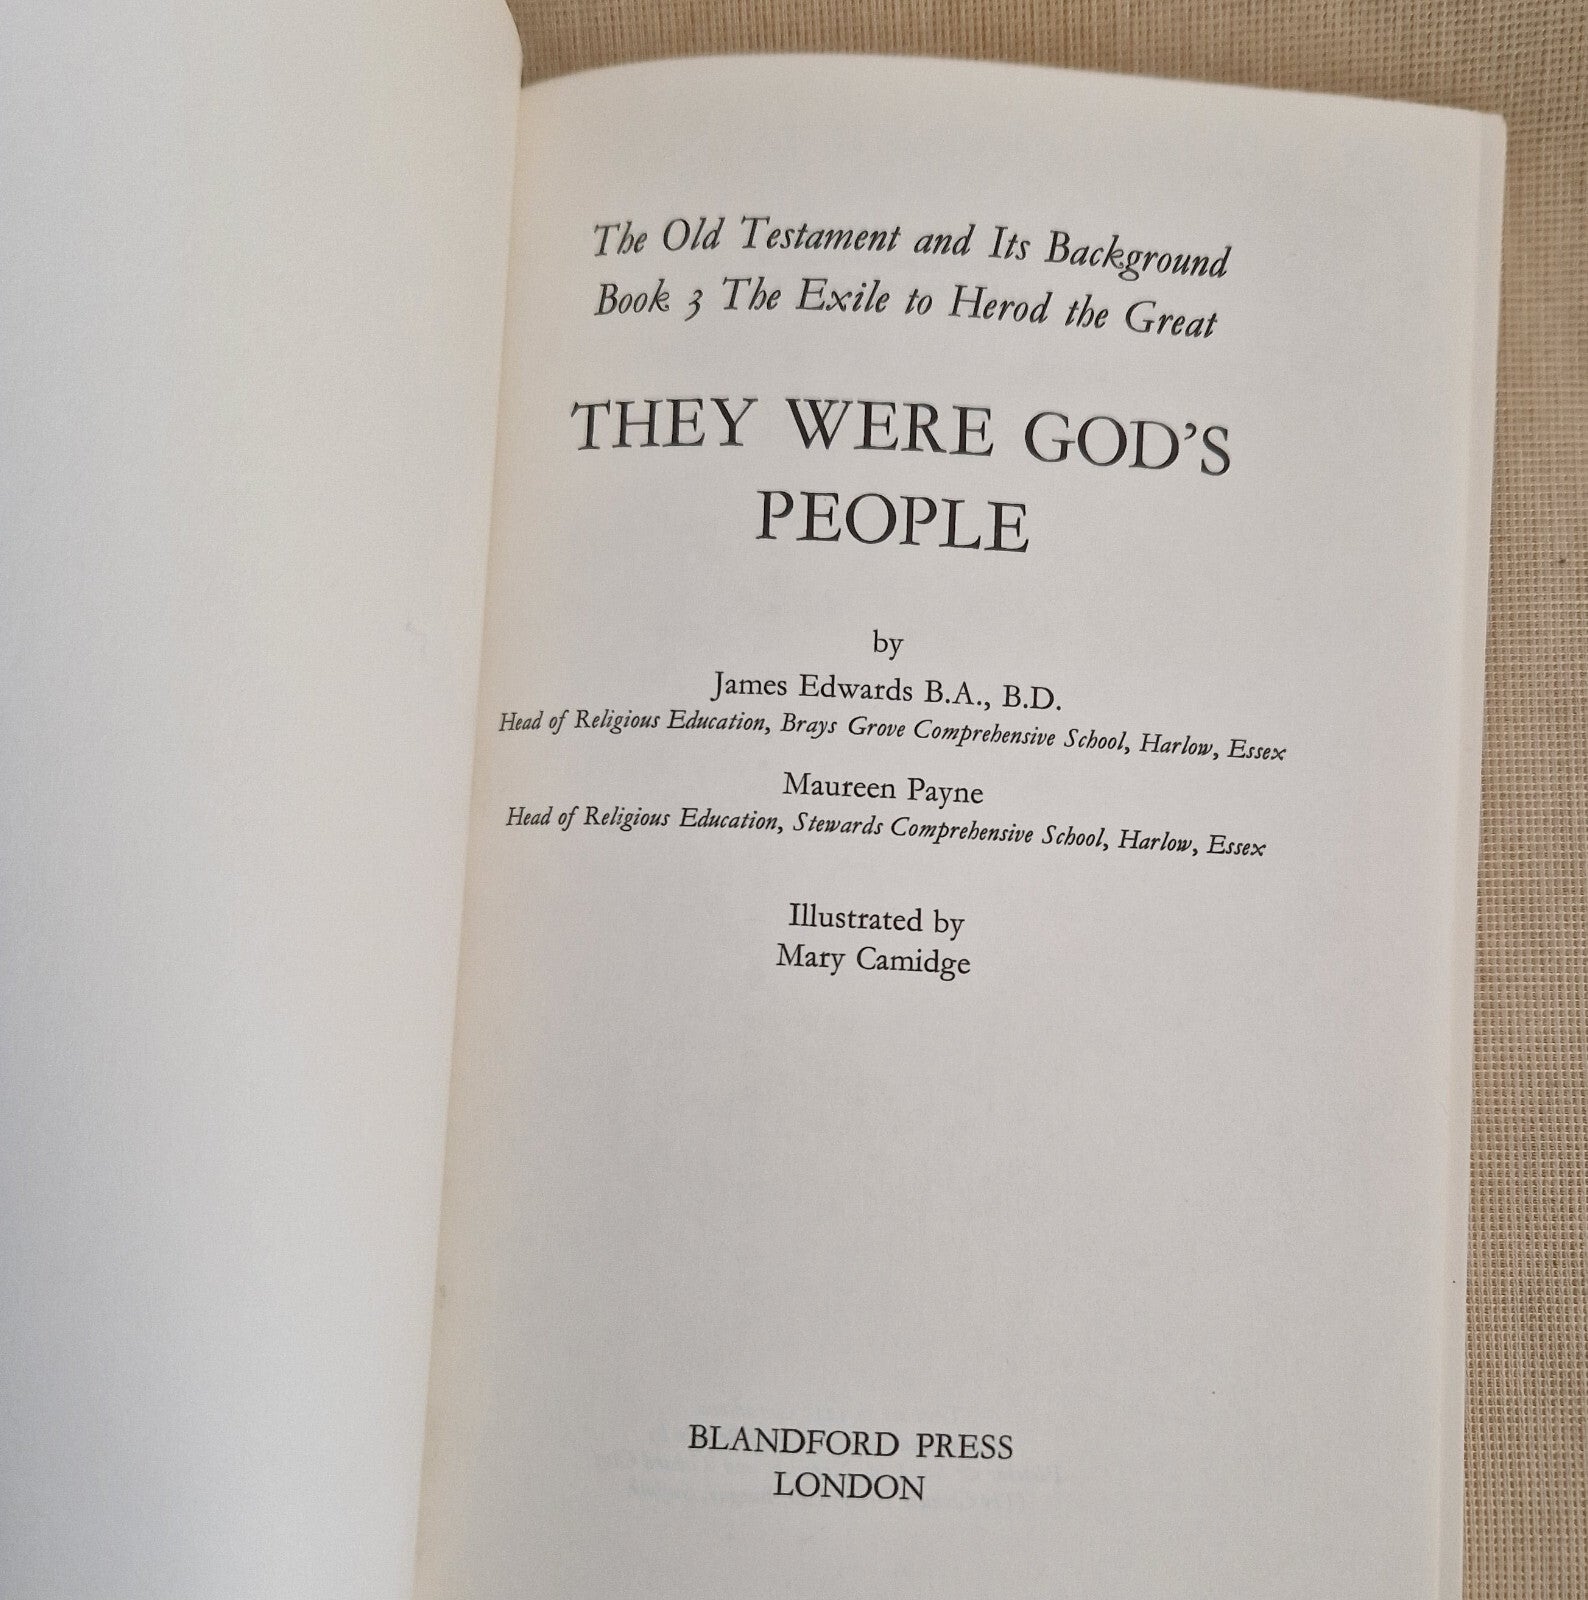 The Old Testament and Its Background
Book 3 The Exile to Herod the Great
THEY WERE GOD'S
PEOPLE
by
James Edwards B.A., B.D.
Head of Religious Education, Brays Grove Comprehensive School, Harlow, Essex
Maureen Payne
Head of Religious Education, Stewards Comprehensive School, Harlow, Essex
Illustrated by
Mary Camidge
BLANDFORD PRESS
LONDON